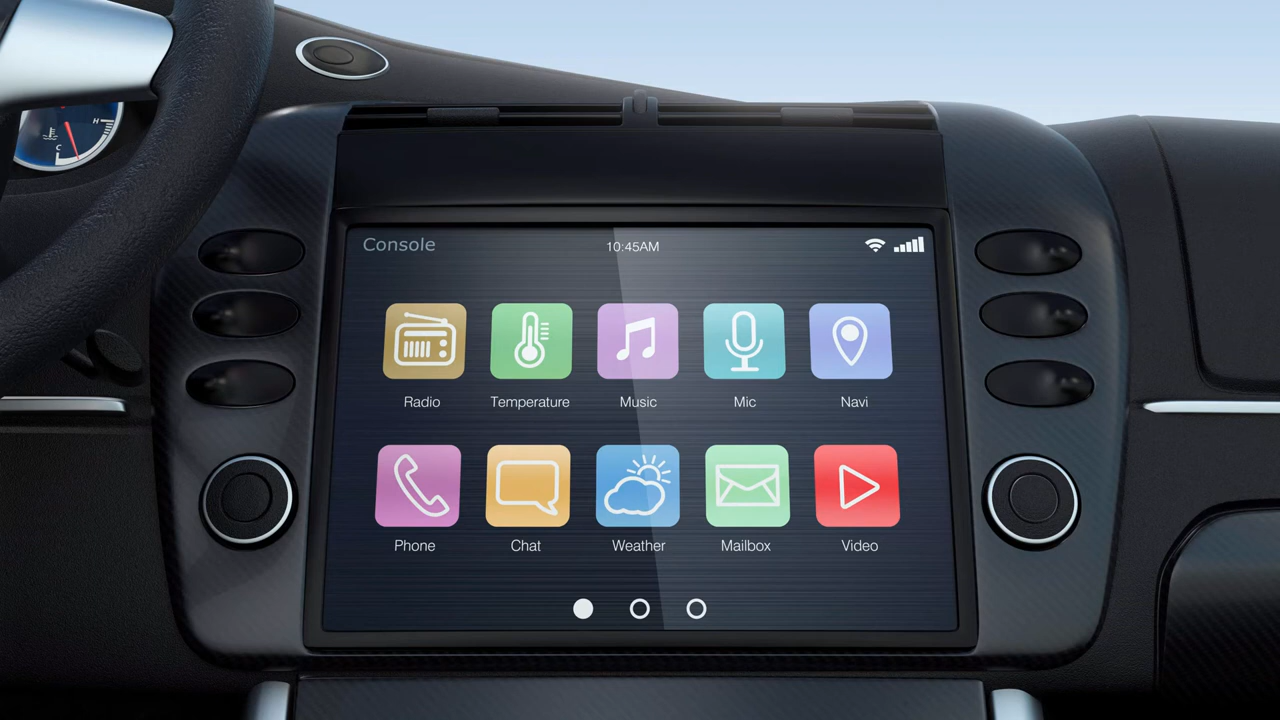 H
C
Console
10:45AM
Radio Temperature Music Mic Navi
Phone Chat Weather Mailbox Video